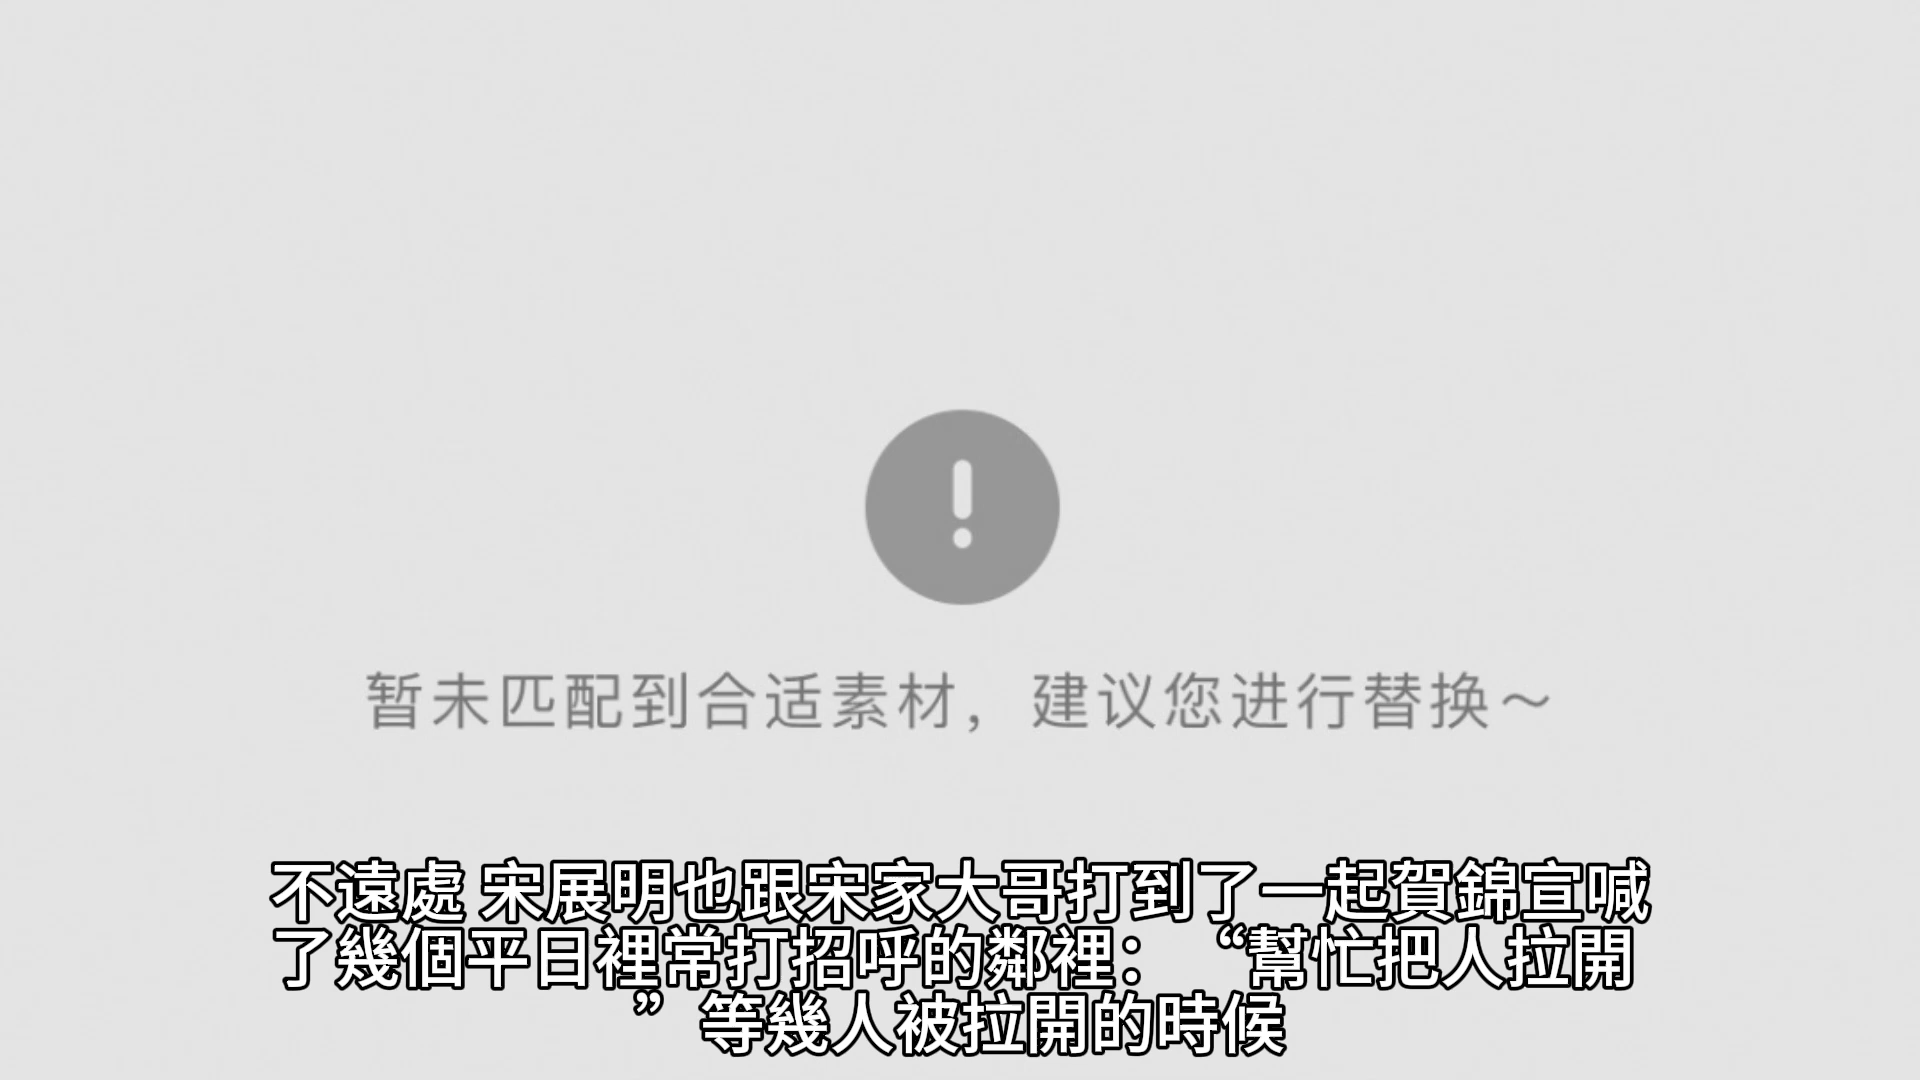 暂未匹配到合适素材，建议您进行替换～
不遠處 宋展明也跟宋家大哥打到了一起賀錦宣喊
了幾個平日裡常打招呼的鄰裡：“幫忙把人拉開
”等幾人被拉開的時候